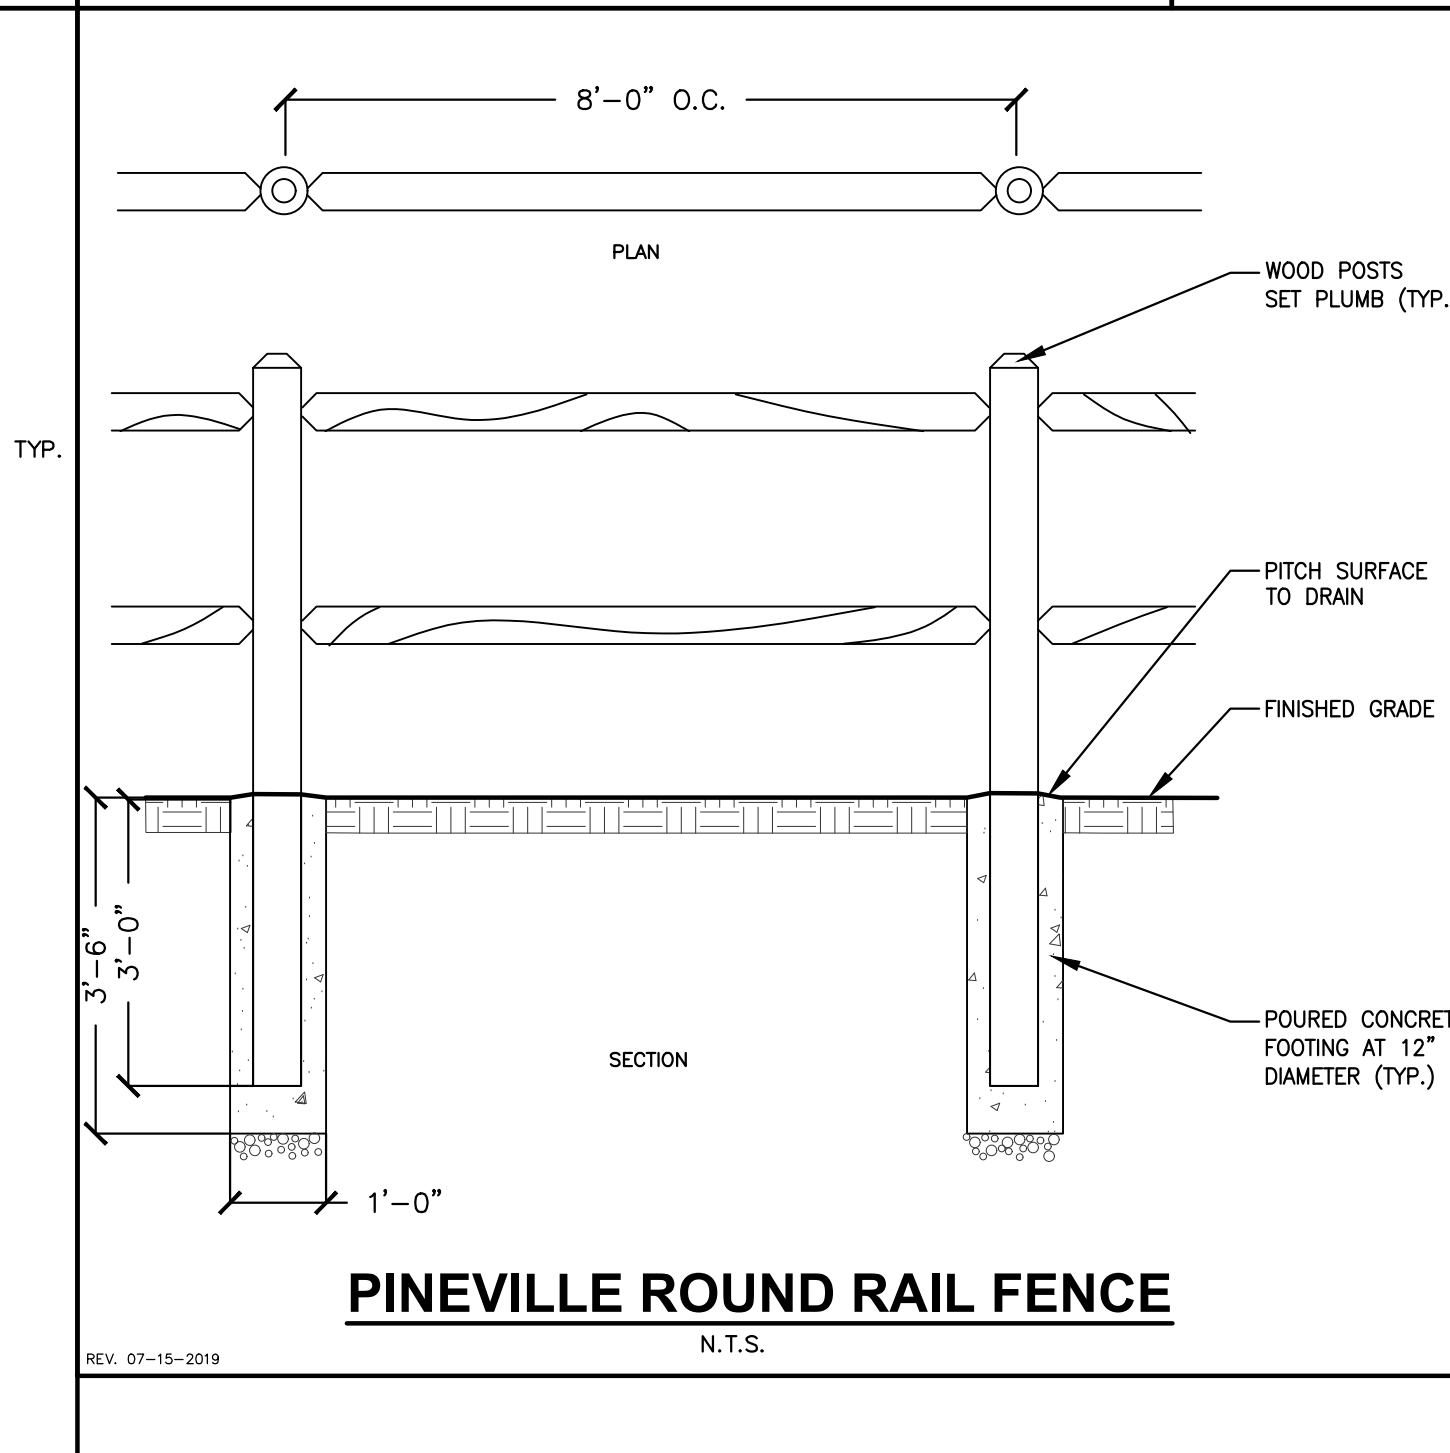 8'-0" O.C.
PLAN
WOOD POSTS
SET PLUMB (TYP.
TYP.
PITCH SURFACE
TO DRAIN
FINISHED GRADE
3'-6"
3'-0"
POURED CONCRET
FOOTING AT 12"
DIAMETER (TYP.)
SECTION
1'-0"
PINEVILLE ROUND RAIL FENCE
N.T.S.
REV. 07-15-2019